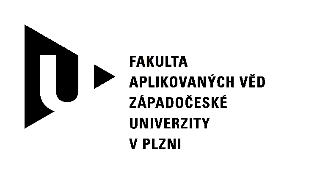 FAKULTA
APLIKOVANÝCH VĚD
ZÁPADOČESKÉ
UNIVERZITY
V PLZNI